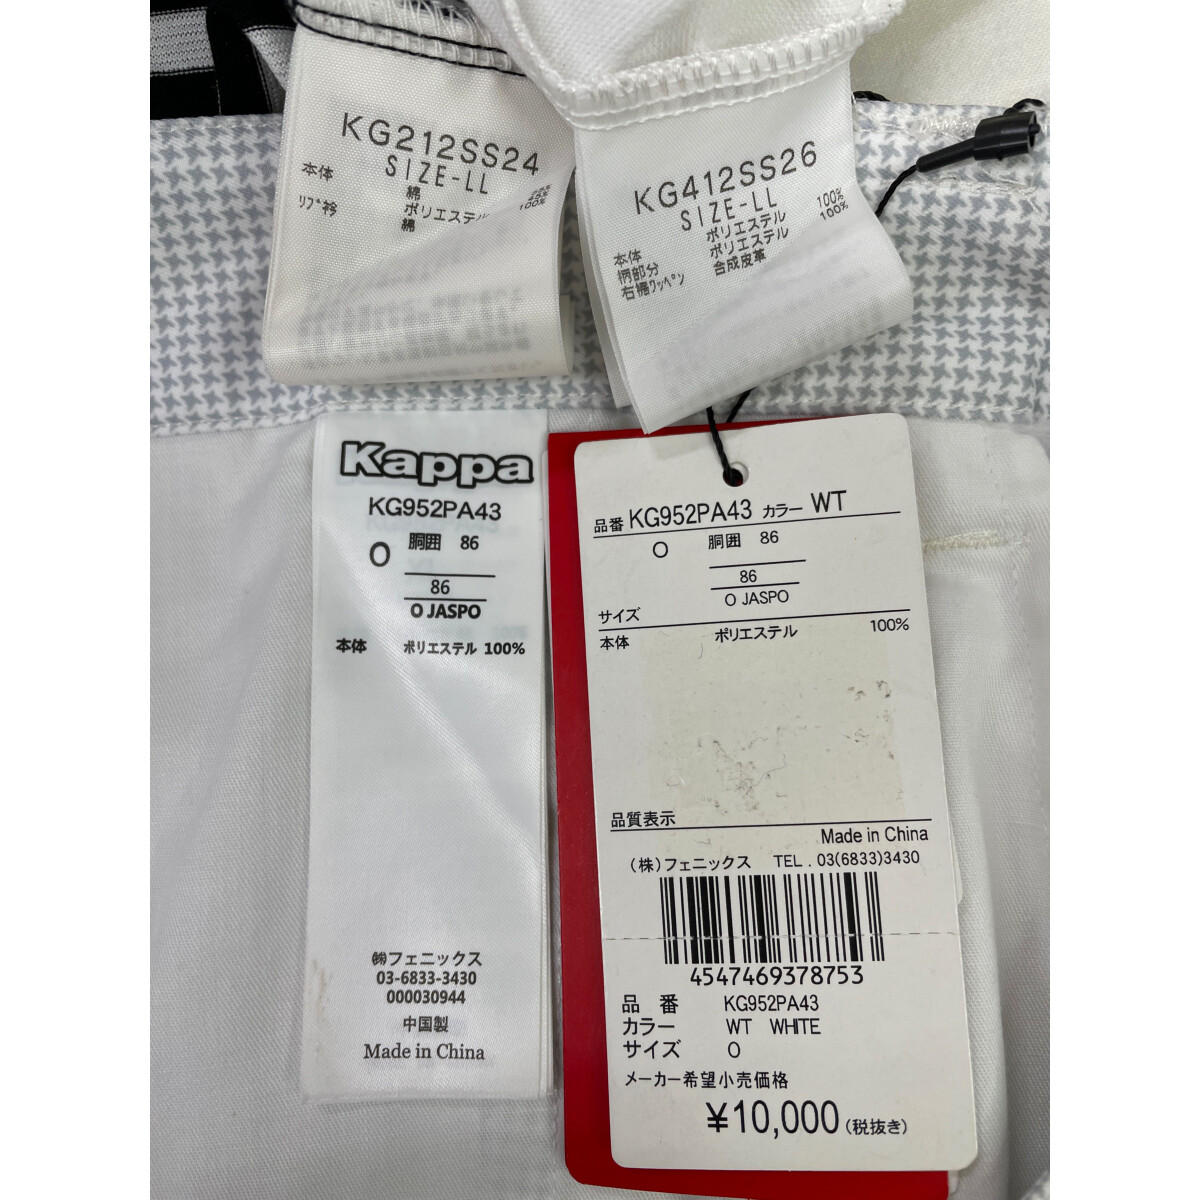 KG212SS24
SIZE-LL
本体 綿
ポリエステル
リブ衿 綿 100%
KG412SS26
SIZE-LL
本体 ポリエステル 100%
柄部分 ポリエステル 100%
右裾ワッペン 合成皮革
Kappa
KG952PA43
O 胴囲 86
86
O JASPO
本体 ポリエステル 100%
㈱フェニックス
03-6833-3430
000030944
中国製
Made in China
品番 KG952PA43 カラー WT
O 胴囲 86
86
O JASPO
サイズ
本体 ポリエステル 100%
品質表示
Made in China
(株)フェニックス TEL . 03(6833)3430
4547469378753
品 番 KG952PA43
カラー WT WHITE
サイズ O
メーカー希望小売価格
¥10,000(税抜き)